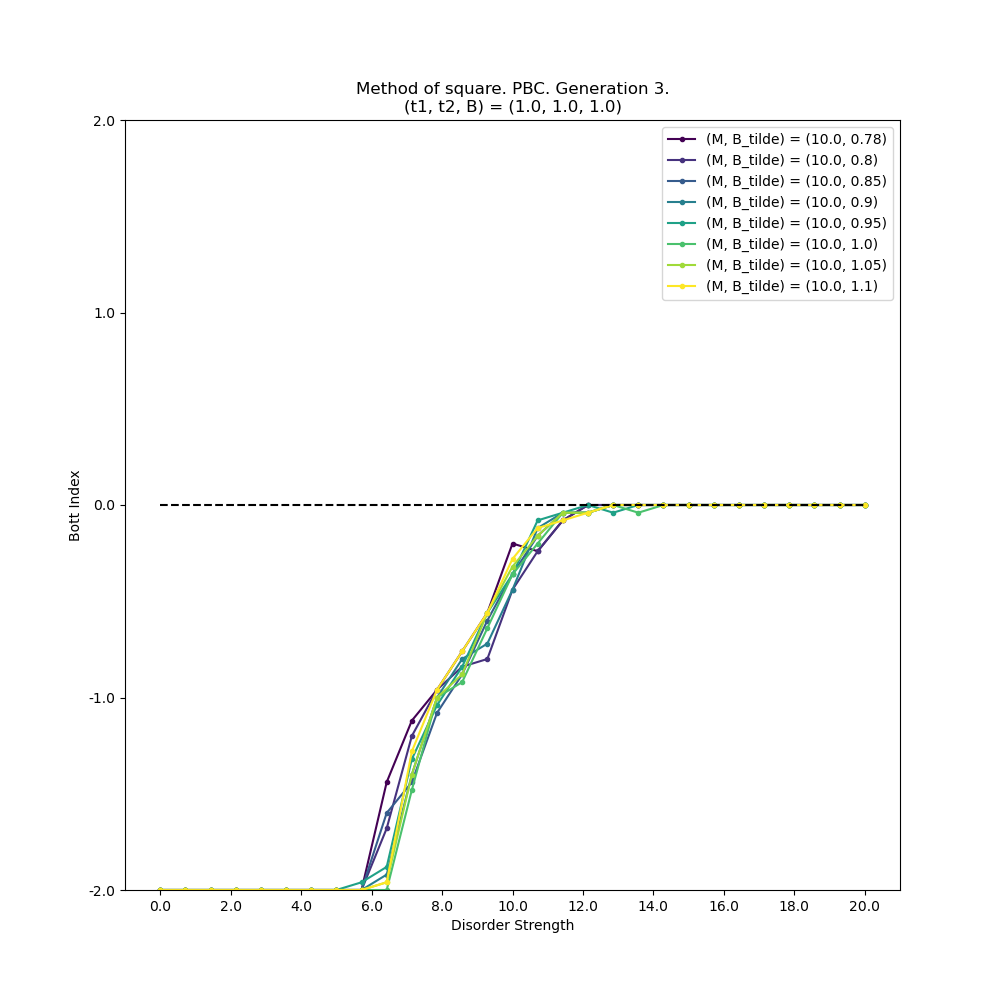 Method of square. PBC. Generation 3.
(t1, t2, B) = (1.0, 1.0, 1.0)
2.0
1.0
0.0
-1.0
-2.0
Bott Index
(M, B_tilde) = (10.0, 0.78)
(M, B_tilde) = (10.0, 0.8)
(M, B_tilde) = (10.0, 0.85)
(M, B_tilde) = (10.0, 0.9)
(M, B_tilde) = (10.0, 0.95)
(M, B_tilde) = (10.0, 1.0)
(M, B_tilde) = (10.0, 1.05)
(M, B_tilde) = (10.0, 1.1)
0.0 2.0 4.0 6.0 8.0 10.0 12.0 14.0 16.0 18.0 20.0
Disorder Strength